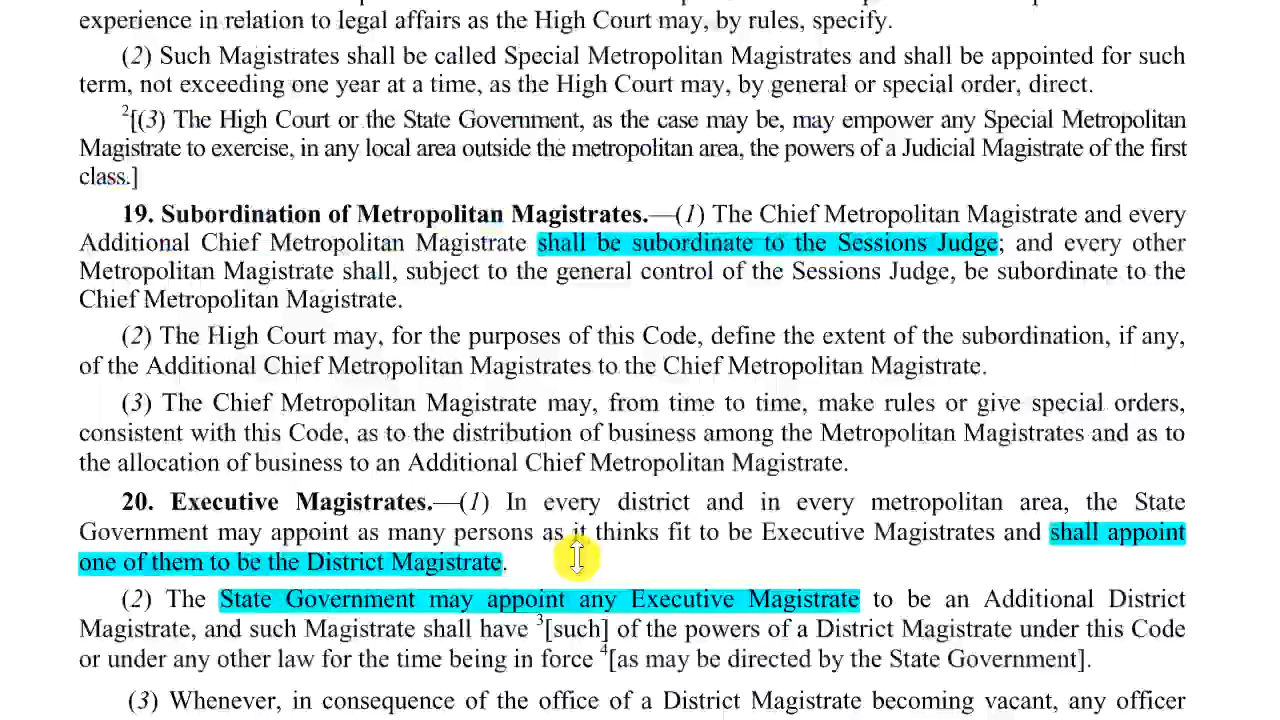 experience in relation to legal affairs as the High Court may, by rules, specify.
(2) Such Magistrates shall be called Special Metropolitan Magistrates and shall be appointed for such
term, not exceeding one year at a time, as the High Court may, by general or special order, direct.
2[(3) The High Court or the State Government, as the case may be, may empower any Special Metropolitan
Magistrate to exercise, in any local area outside the metropolitan area, the powers of a Judicial Magistrate of the first
class.]
19. Subordination of Metropolitan Magistrates.—(1) The Chief Metropolitan Magistrate and every
Additional Chief Metropolitan Magistrate shall be subordinate to the Sessions Judge; and every other
Metropolitan Magistrate shall, subject to the general control of the Sessions Judge, be subordinate to the
Chief Metropolitan Magistrate.
(2) The High Court may, for the purposes of this Code, define the extent of the subordination, if any,
of the Additional Chief Metropolitan Magistrates to the Chief Metropolitan Magistrate.
(3) The Chief Metropolitan Magistrate may, from time to time, make rules or give special orders,
consistent with this Code, as to the distribution of business among the Metropolitan Magistrates and as to
the allocation of business to an Additional Chief Metropolitan Magistrate.
20. Executive Magistrates.—(1) In every district and in every metropolitan area, the State
Government may appoint as many persons as it thinks fit to be Executive Magistrates and shall appoint
one of them to be the District Magistrate.
(2) The State Government may appoint any Executive Magistrate to be an Additional District
Magistrate, and such Magistrate shall have 3[such] of the powers of a District Magistrate under this Code
or under any other law for the time being in force 4[as may be directed by the State Government].
(3) Whenever, in consequence of the office of a District Magistrate becoming vacant, any officer